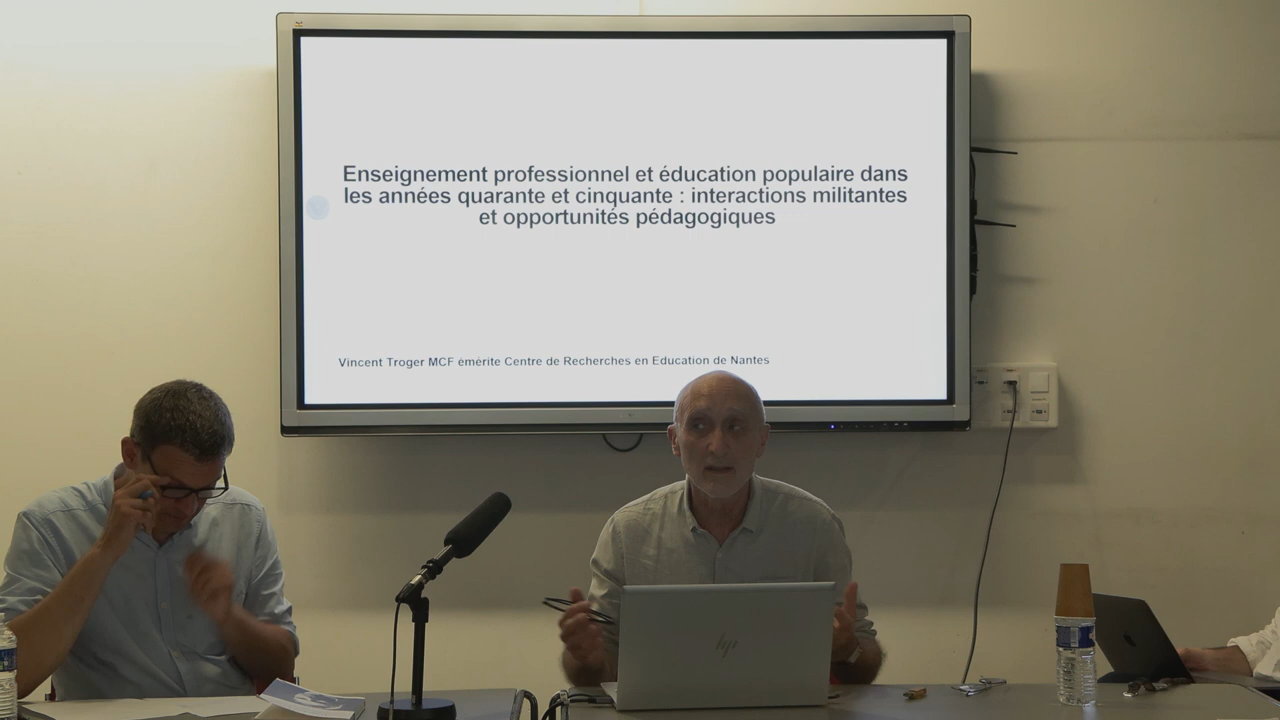 Enseignement professionnel et éducation populaire dans
les années quarante et cinquante : interactions militantes
et opportunités pédagogiques
Vincent Troger MCF émérite Centre de Recherches en Education de Nantes
hp